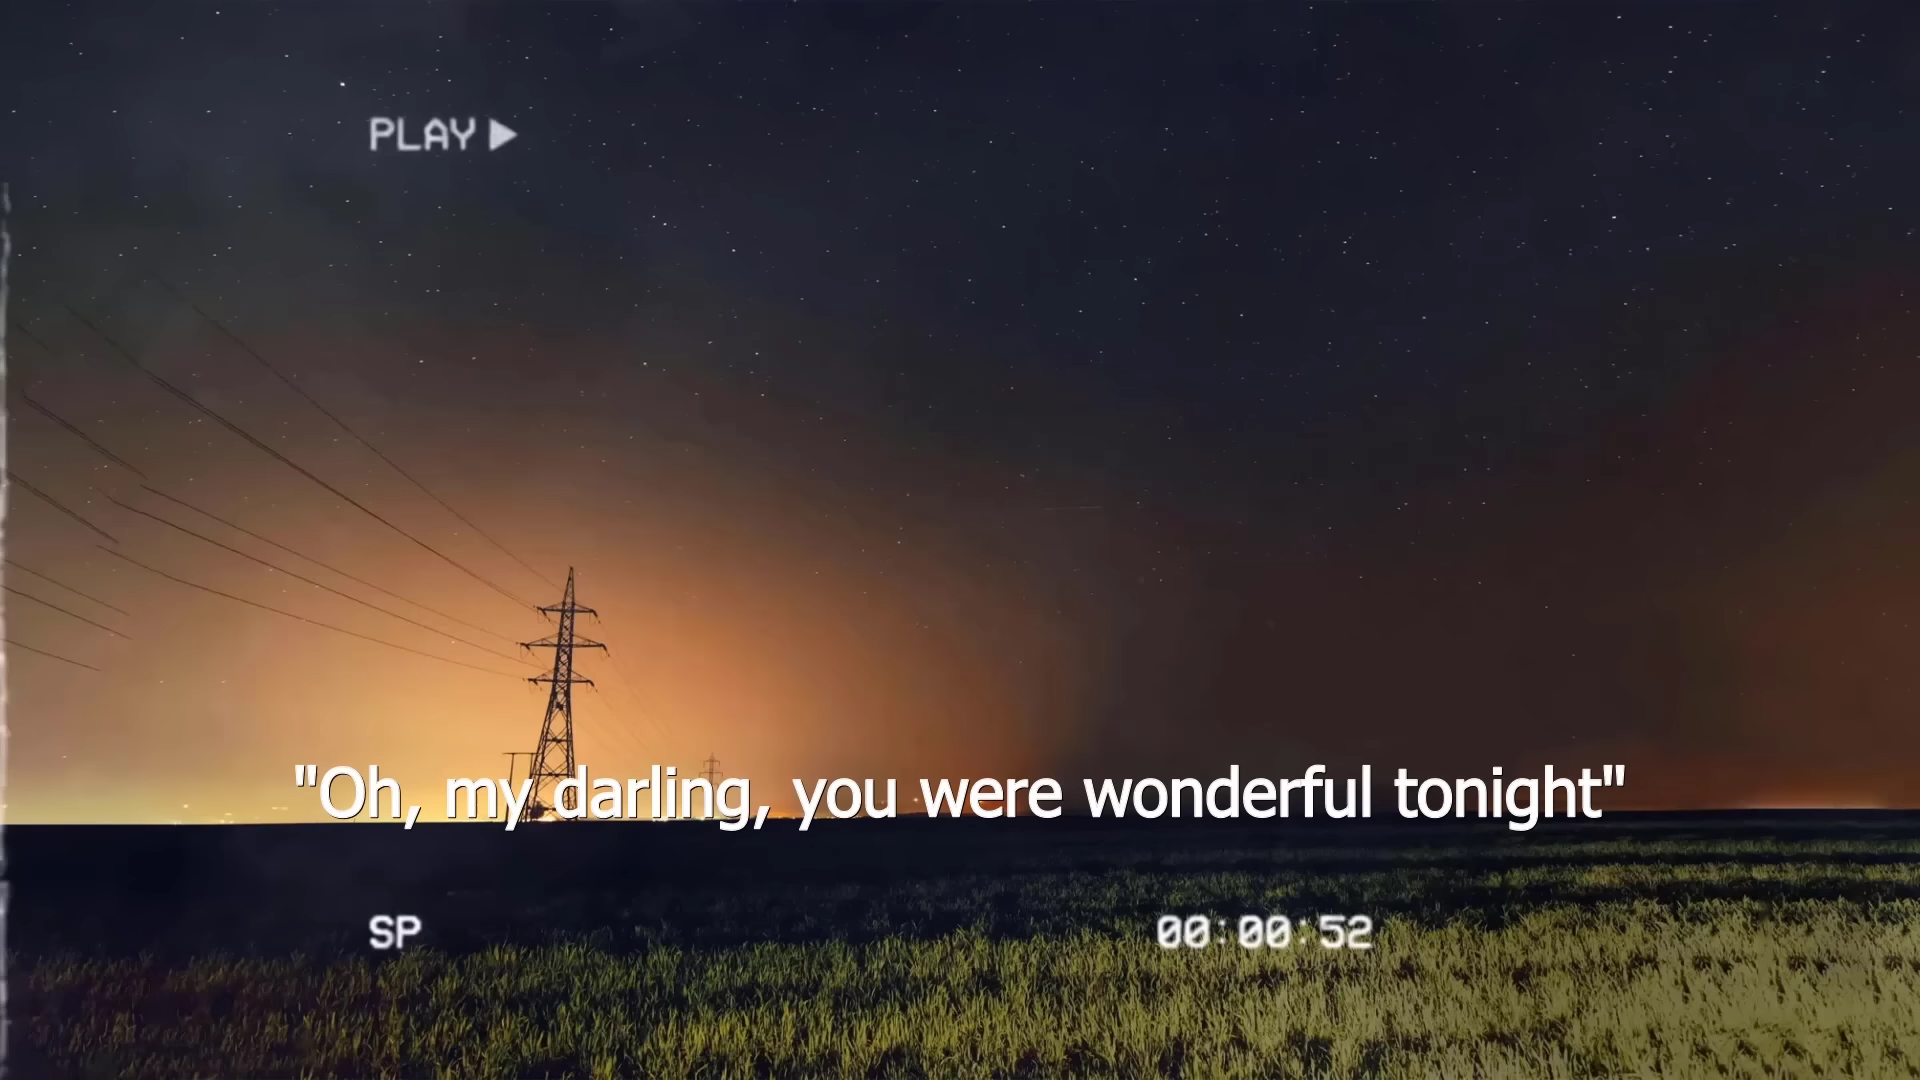 PLAY ▶
"Oh, my darling, you were wonderful tonight"
SP
00:00:52